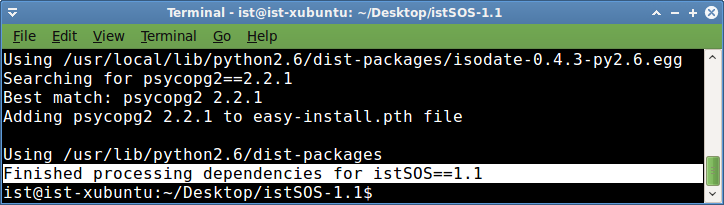 Terminal - ist@ist-xubuntu: ~/Desktop/istSOS-1.1
File Edit View Terminal Go Help
Using /usr/local/lib/python2.6/dist-packages/isodate-0.4.3-py2.6.egg
Searching for psycopg2==2.2.1
Best match: psycopg2 2.2.1
Adding psycopg2 2.2.1 to easy-install.pth file
Using /usr/lib/python2.6/dist-packages
Finished processing dependencies for istSOS==1.1
ist@ist-xubuntu:~/Desktop/istSOS-1.1$